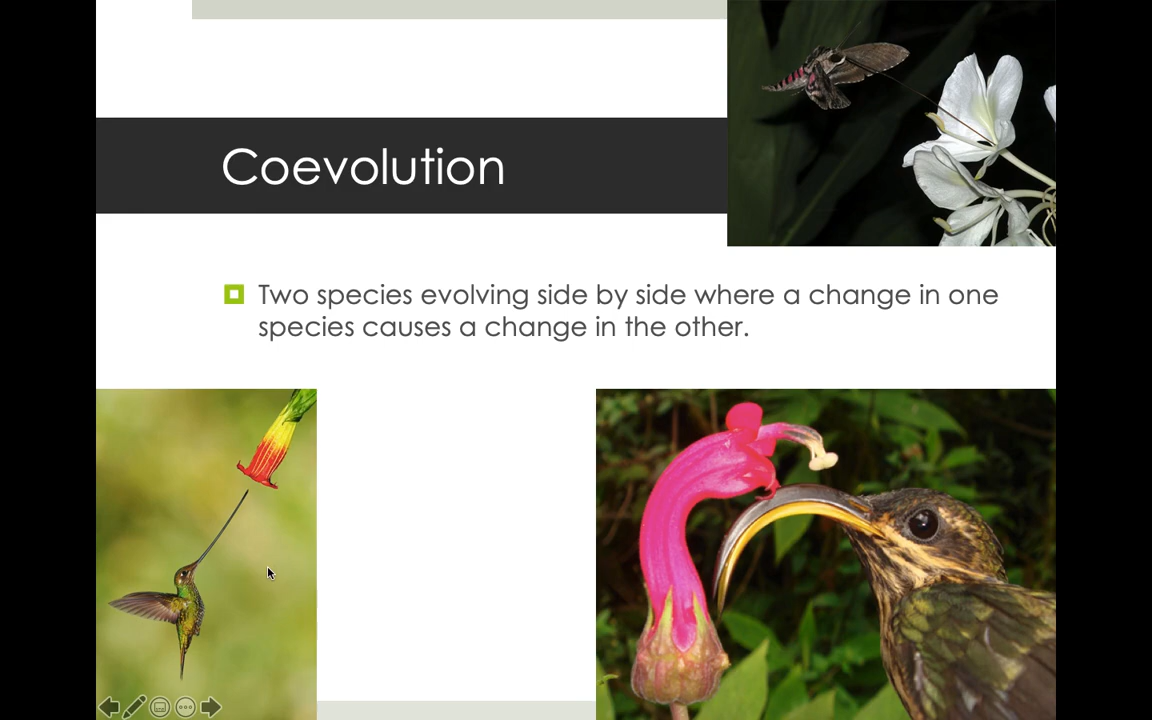 Coevolution
Two species evolving side by side where a change in one
species causes a change in the other.